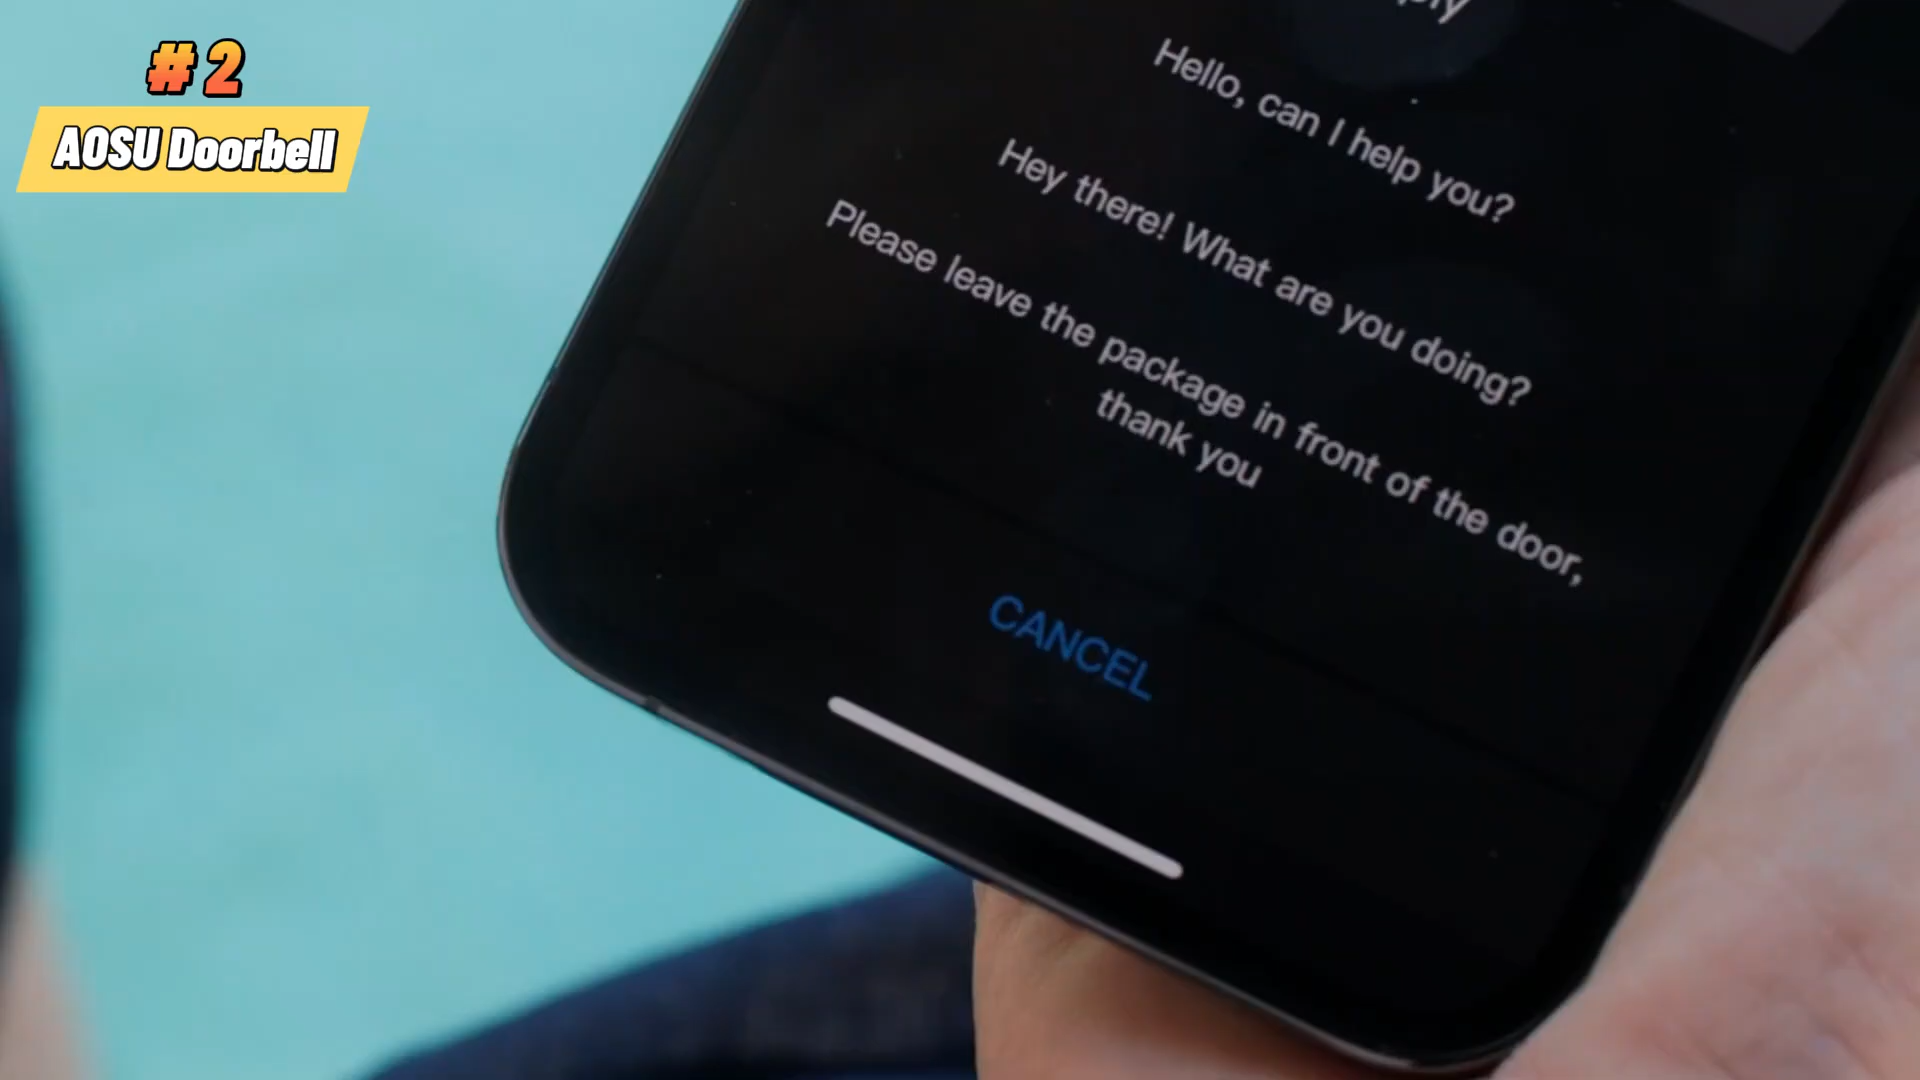 # 2
AOSU Doorbell
Hello, can I help you?
Hey there! What are you doing?
Please leave the package in front of the door,
thank you
CANCEL